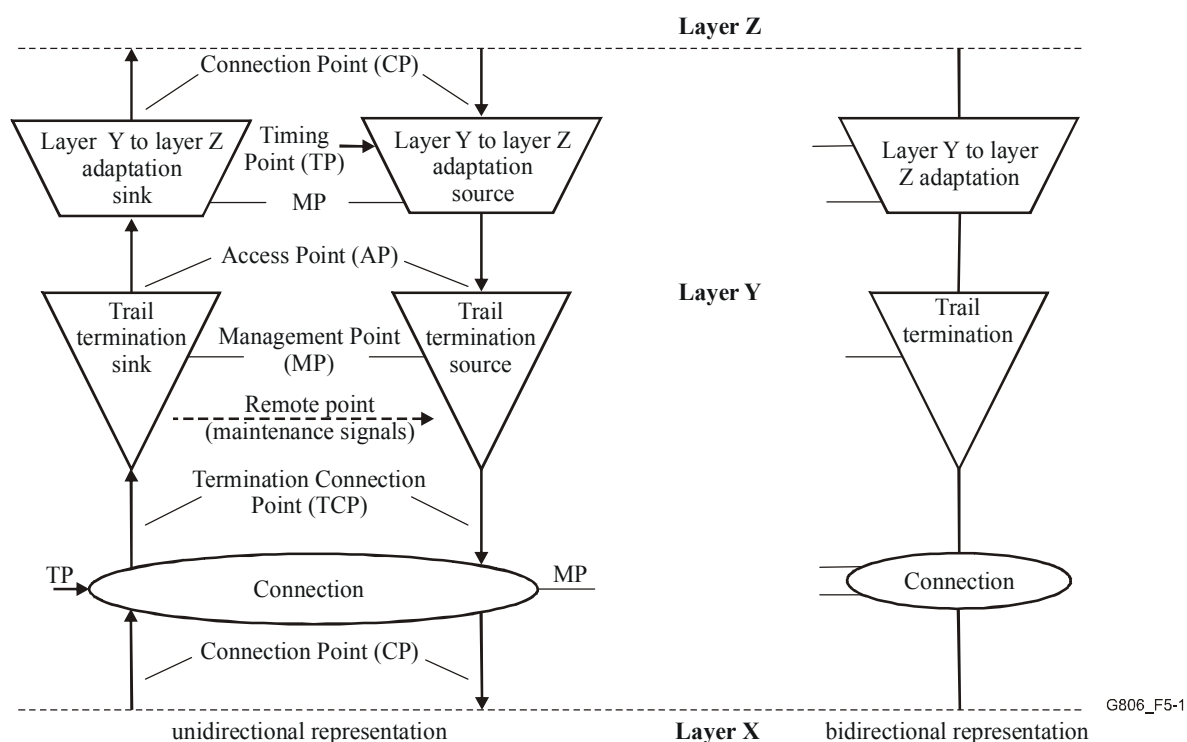 Layer Z
Connection Point (CP)
Layer Y to layer Z
adaptation
sink
Timing
Point (TP)
Layer Y to layer Z
adaptation
source
Layer Y to layer
Z adaptation
MP
Access Point (AP)
Layer Y
Trail
termination
sink
Management Point
(MP)
Trail
termination
source
Trail
termination
Remote point
(maintenance signals)
Termination Connection
Point (TCP)
TP
Connection
MP
Connection
Connection Point (CP)
G806_F5-1
unidirectional representation
Layer X
bidirectional representation